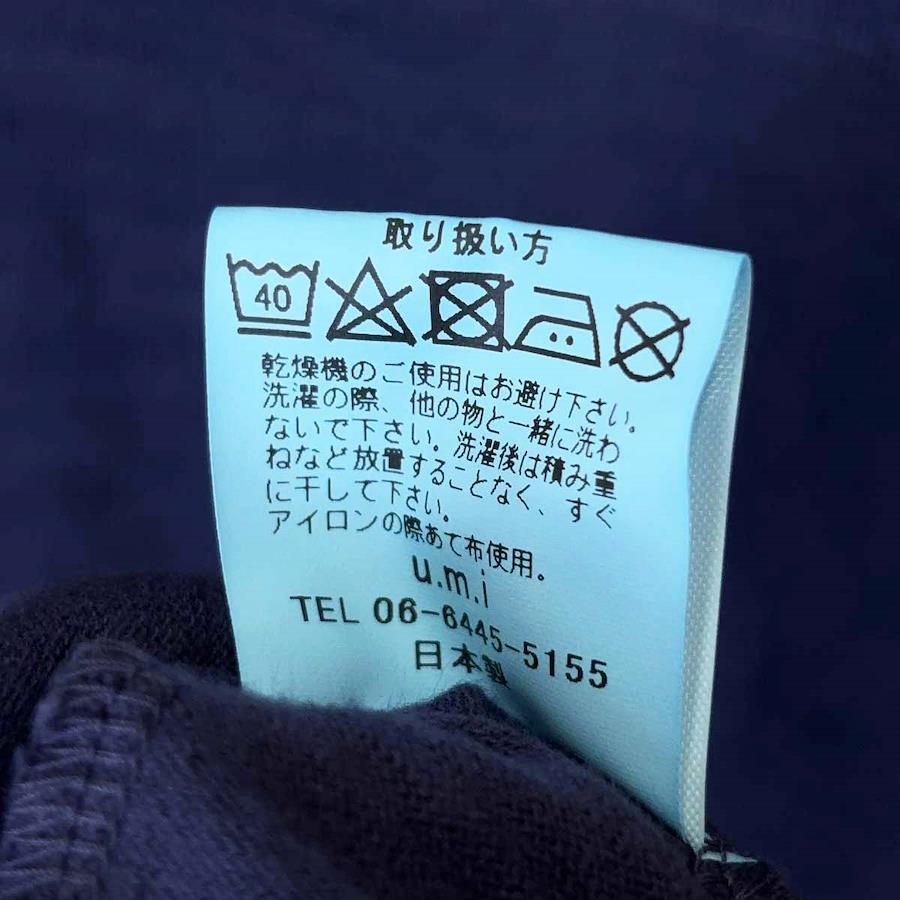 取り扱い方
40
乾燥機のご使用はお避け下さい。
洗濯の際、他の物と一緒に洗わ
ないで下さい。洗濯後は積み重
ねなど放置することなく、すぐ
に干して下さい。
アイロンの際あて布使用。
u.m.i
TEL 06-6445-5155
日本製